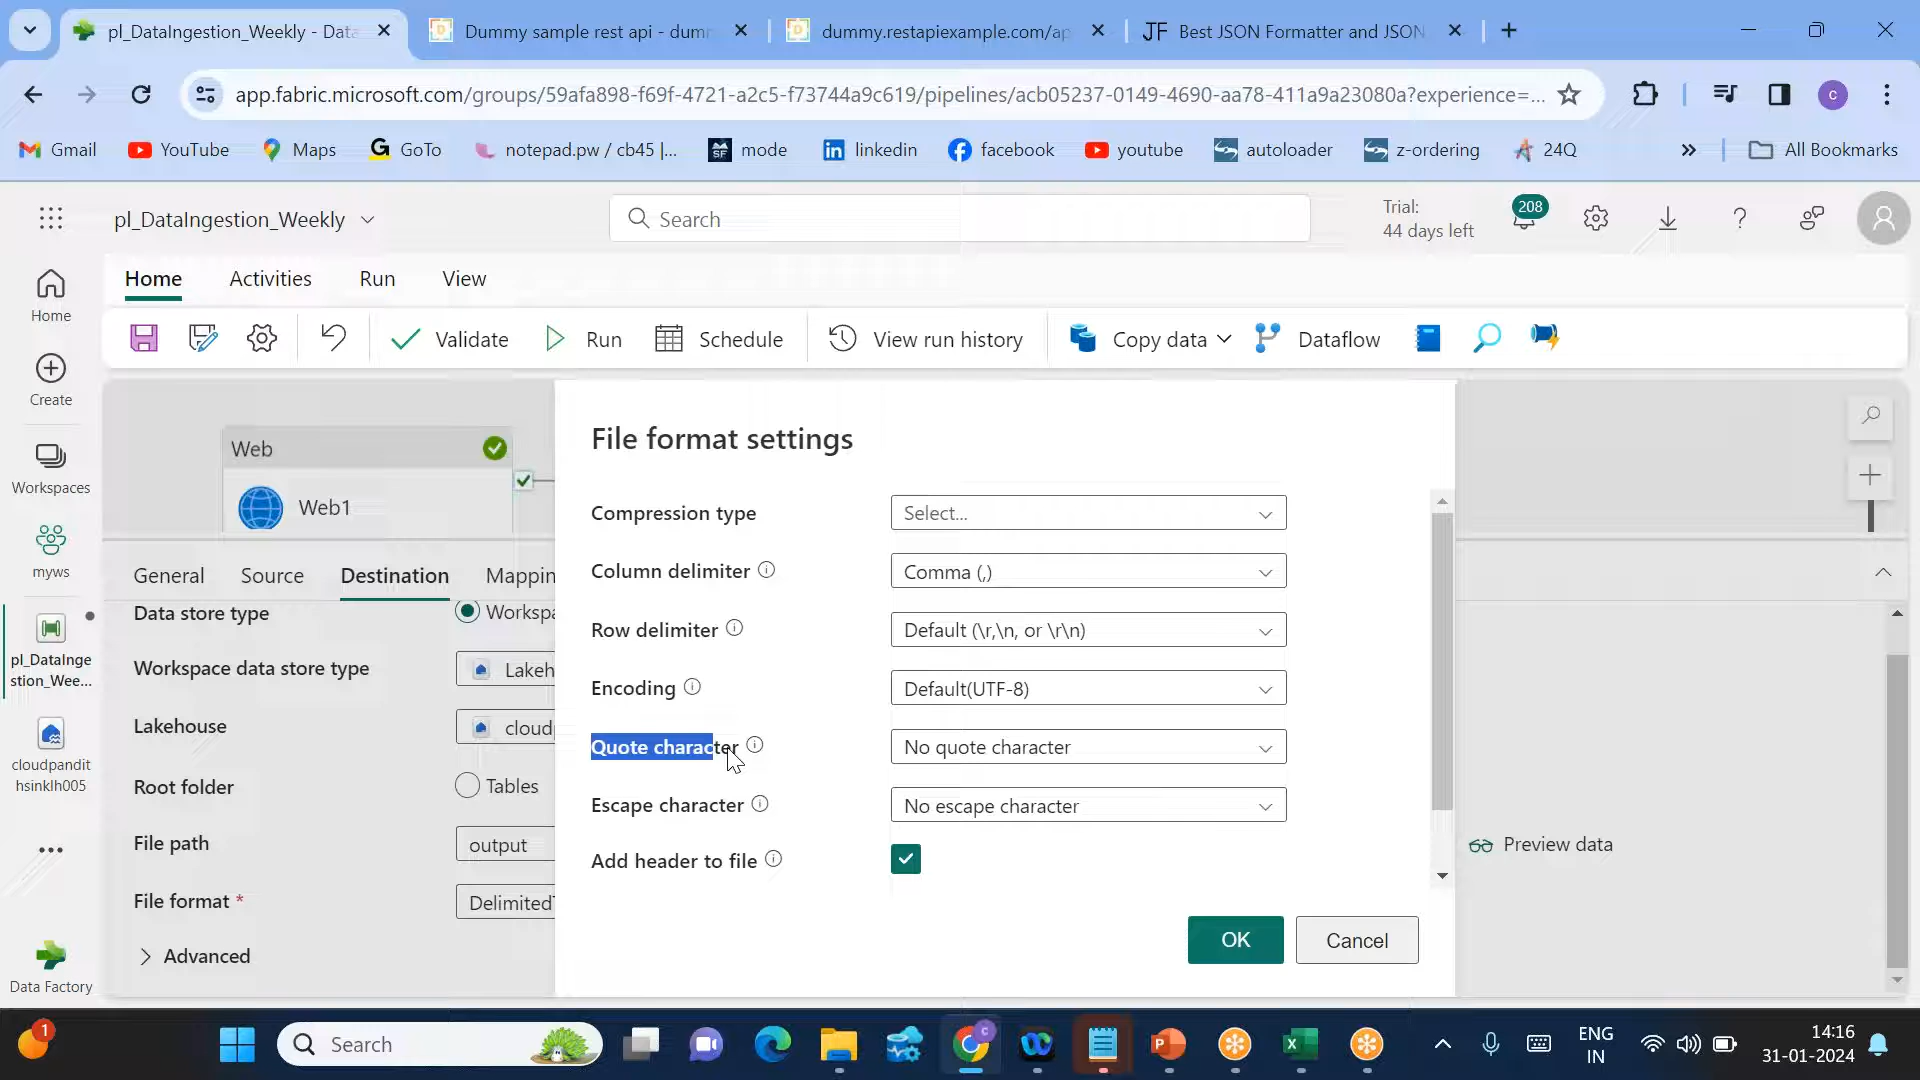 pl_DataIngestion_Weekly - Data
Dummy sample rest api - dumm
dummy.restapiexample.com/ap
JF Best JSON Formatter and JSON
app.fabric.microsoft.com/groups/59afa898-f69f-4721-a2c5-f73744a9c619/pipelines/acb05237-0149-4690-aa78-411a9a23080a?experience=...
C
Gmail
YouTube
Maps
GoTo
notepad.pw / cb45 |...
mode
linkedin
facebook
youtube
autoloader
z-ordering
24Q
»
All Bookmarks
pl_DataIngestion_Weekly
Search
Trial:
44 days left
208
Home
Activities
Run
View
Validate
Run
Schedule
View run history
Copy data
Dataflow
Home
Create
Workspaces
myws
pl_DataInge
stion_Wee...
cloudpandit
hsinklh005
Data Factory
Web
Web1
General
Source
Destination
Mappin
Data store type
Workspa
Workspace data store type
Lakeh
Lakehouse
cloud
Root folder
Tables
File path
output
File format *
Delimited
Advanced
File format settings
Compression type
Select...
Column delimiter
Comma (,)
Row delimiter
Default (\r,\n, or \r\n)
Encoding
Default(UTF-8)
Quote character
No quote character
Escape character
No escape character
Add header to file
OK
Cancel
Preview data
1
Search
ENG
IN
14:16
31-01-2024